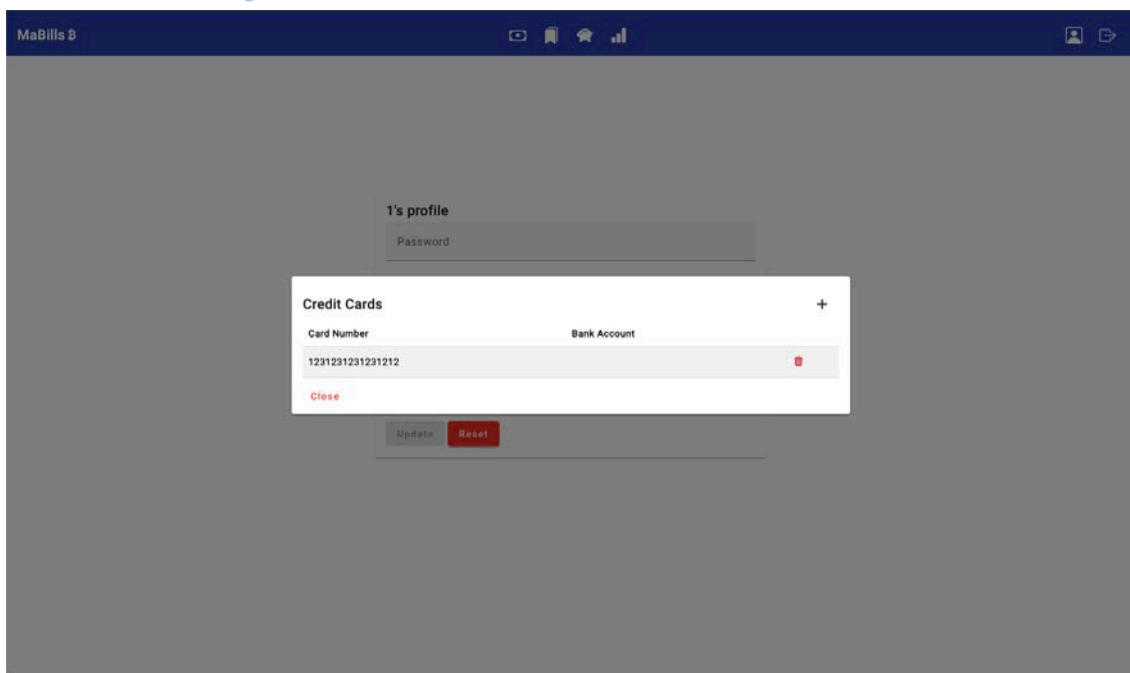 MaBills ₿
1's profile
Password
Credit Cards
Card Number Bank Account
1231231231231212
Close
Update Reset